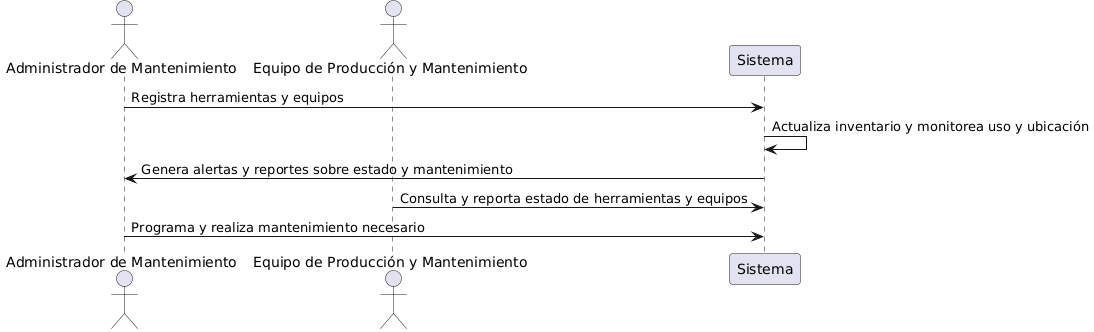 Administrador de Mantenimiento
Equipo de Producción y Mantenimiento
Sistema
Registra herramientas y equipos
Actualiza inventario y monitorea uso y ubicación
Genera alertas y reportes sobre estado y mantenimiento
Consulta y reporta estado de herramientas y equipos
Programa y realiza mantenimiento necesario
Administrador de Mantenimiento
Equipo de Producción y Mantenimiento
Sistema